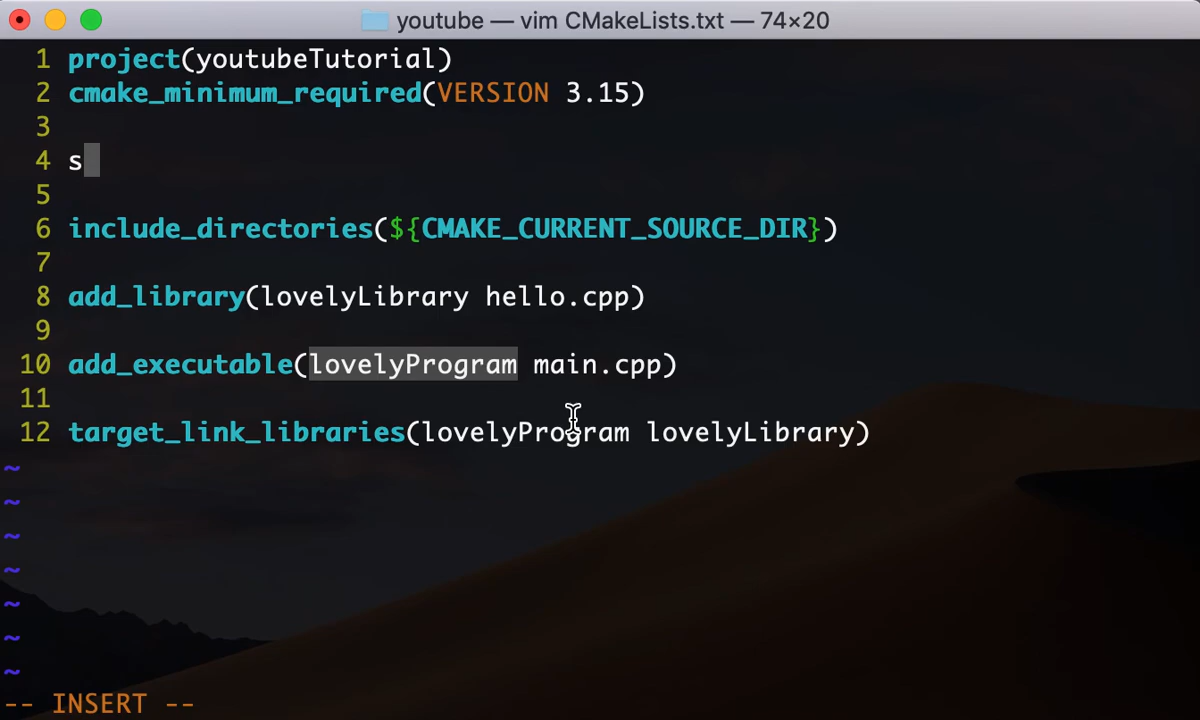 youtube — vim CMakeLists.txt — 74×20
1 project(youtubeTutorial)
2 cmake_minimum_required(VERSION 3.15)
3
4 s
5
6 include_directories(${CMAKE_CURRENT_SOURCE_DIR})
7
8 add_library(lovelyLibrary hello.cpp)
9
10 add_executable(lovelyProgram main.cpp)
11
12 target_link_libraries(lovelyProgram lovelyLibrary)
~
~
~
~
~
~
~
-- INSERT --